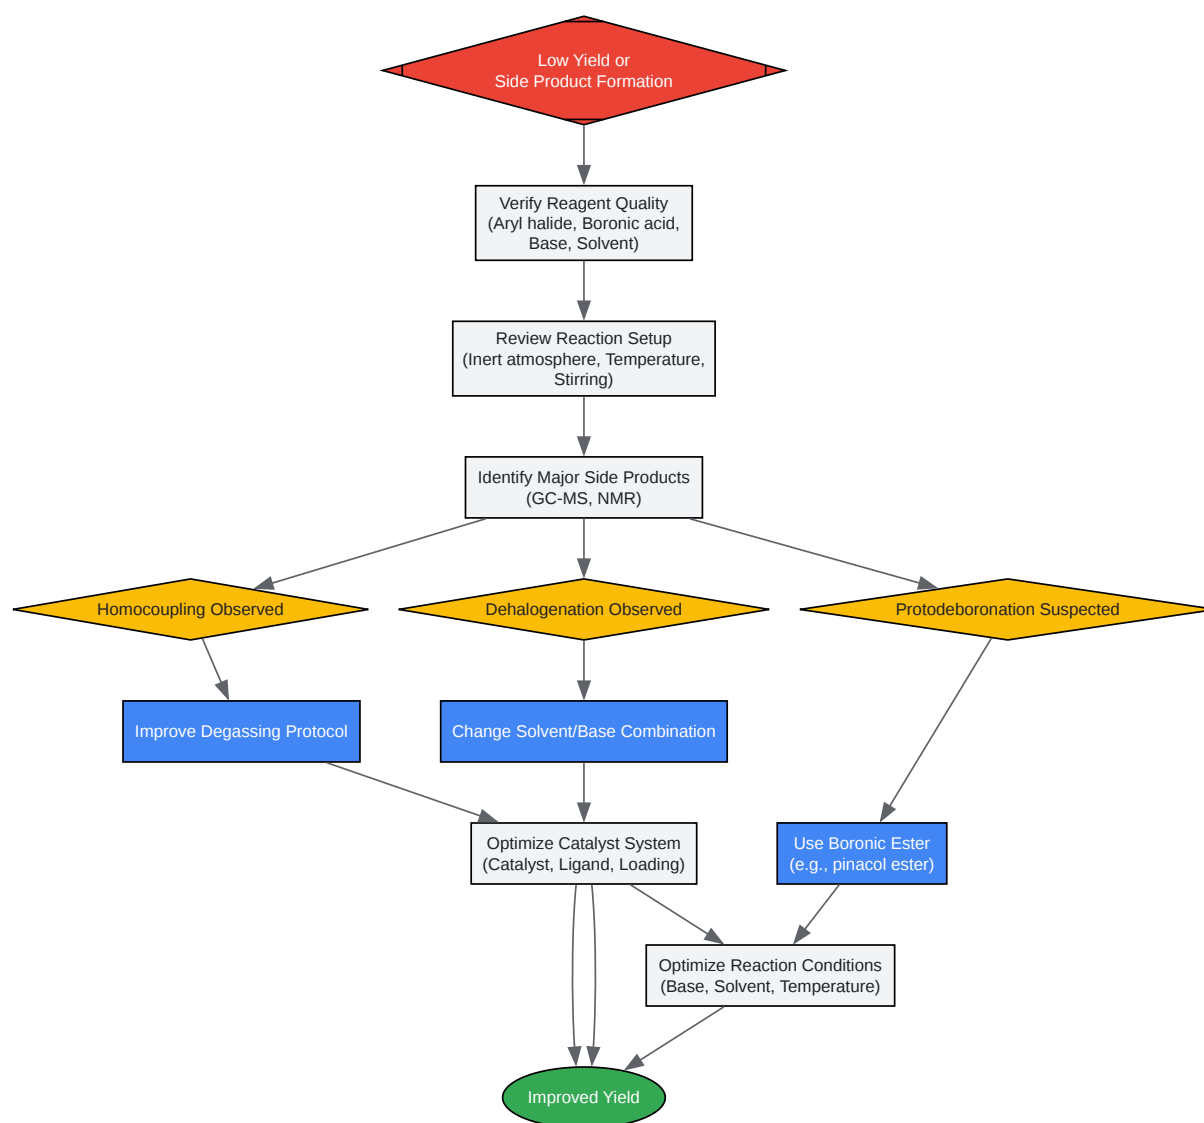 Low Yield or
Side Product Formation
Verify Reagent Quality
(Aryl halide, Boronic acid,
Base, Solvent)
Review Reaction Setup
(Inert atmosphere, Temperature,
Stirring)
Identify Major Side Products
(GC-MS, NMR)
Homocoupling Observed
Dehalogenation Observed
Protodeboronation Suspected
Improve Degassing Protocol
Change Solvent/Base Combination
Optimize Catalyst System
(Catalyst, Ligand, Loading)
Use Boronic Ester
(e.g., pinacol ester)
Optimize Reaction Conditions
(Base, Solvent, Temperature)
Improved Yield